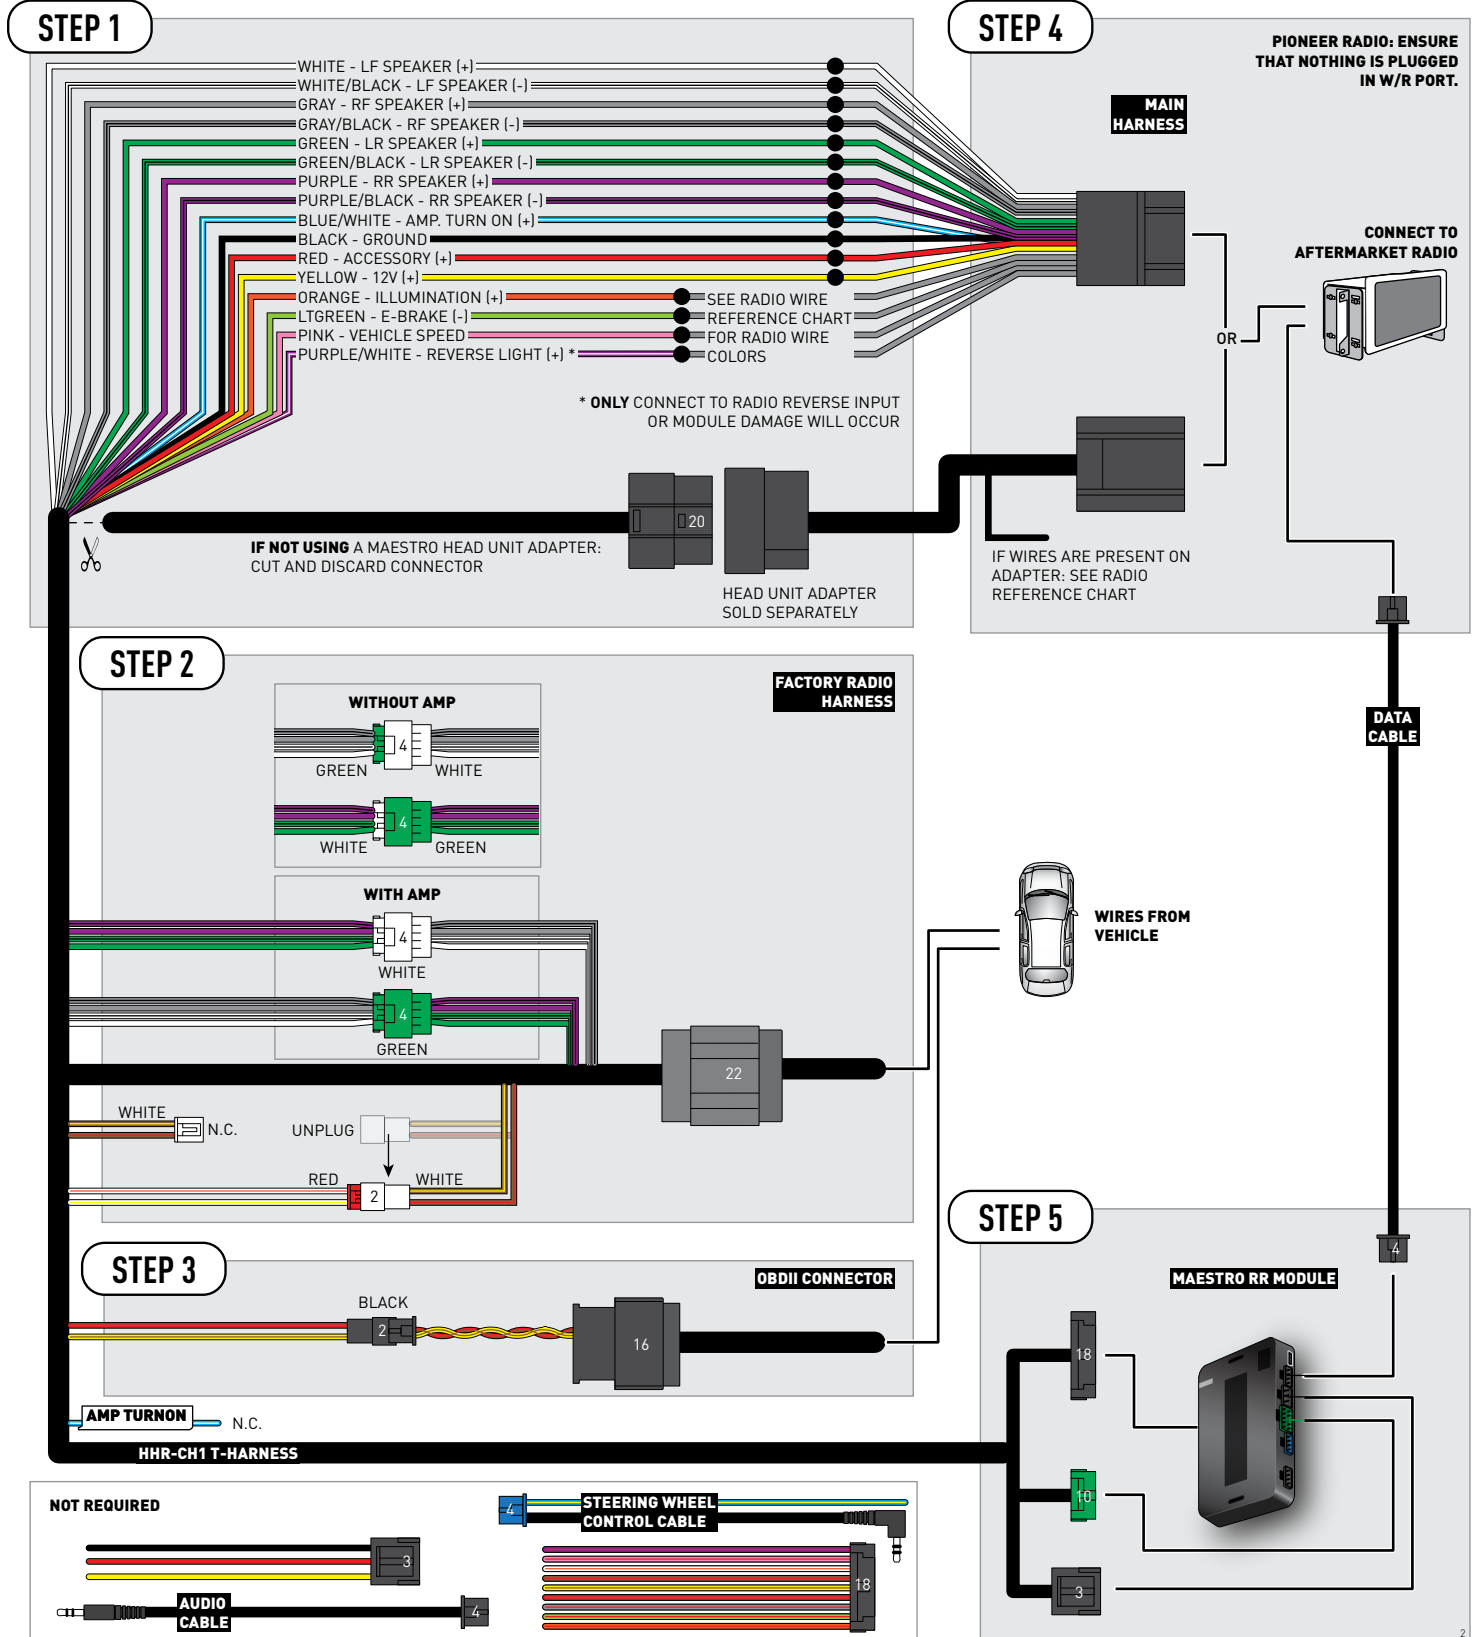 STEP 1
WHITE - LF SPEAKER (+)
WHITE/BLACK - LF SPEAKER (-)
GRAY - RF SPEAKER (+)
GRAY/BLACK - RF SPEAKER (-)
GREEN - LR SPEAKER (+)
GREEN/BLACK - LR SPEAKER (-)
PURPLE - RR SPEAKER (+)
PURPLE/BLACK - RR SPEAKER (-)
BLUE/WHITE - AMP. TURN ON (+)
BLACK - GROUND
RED - ACCESSORY (+)
YELLOW - 12V (+)
ORANGE - ILLUMINATION (+)
LTGREEN - E-BRAKE (-)
PINK - VEHICLE SPEED
PURPLE/WHITE - REVERSE LIGHT (+) *
SEE RADIO WIRE
REFERENCE CHART
FOR RADIO WIRE
COLORS
* ONLY CONNECT TO RADIO REVERSE INPUT
OR MODULE DAMAGE WILL OCCUR
20
IF NOT USING A MAESTRO HEAD UNIT ADAPTER:
CUT AND DISCARD CONNECTOR
HEAD UNIT ADAPTER
SOLD SEPARATELY
STEP 4
PIONEER RADIO: ENSURE
THAT NOTHING IS PLUGGED
IN W/R PORT.
MAIN
HARNESS
CONNECT TO
AFTERMARKET RADIO
OR
IF WIRES ARE PRESENT ON
ADAPTER: SEE RADIO
REFERENCE CHART
DATA
CABLE
4
STEP 2
FACTORY RADIO
HARNESS
WITHOUT AMP
4
GREEN
WHITE
4
WHITE
GREEN
WITH AMP
4
WHITE
4
GREEN
22
WHITE
N.C.
UNPLUG
RED
WHITE
2
WIRES FROM
VEHICLE
STEP 3
OBDII CONNECTOR
BLACK
2
16
AMP TURNON
N.C.
HHR-CH1 T-HARNESS
STEP 5
MAESTRO RR MODULE
18
10
3
NOT REQUIRED
3
AUDIO
CABLE
4
4
STEERING WHEEL
CONTROL CABLE
18
2